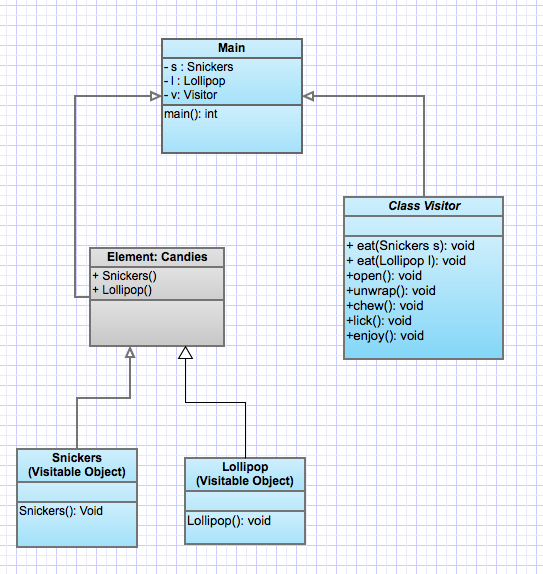 Main
- s : Snickers
- l : Lollipop
- v: Visitor
main(): int
Class Visitor
+ eat(Snickers s): void
+ eat(Lollipop l): void
+open(): void
+unwrap(): void
+chew(): void
+lick(): void
+enjoy(): void
Element: Candies
+ Snickers()
+ Lollipop()
Snickers
(Visitable Object)
Snickers(): Void
Lollipop
(Visitable Object)
Lollipop(): void